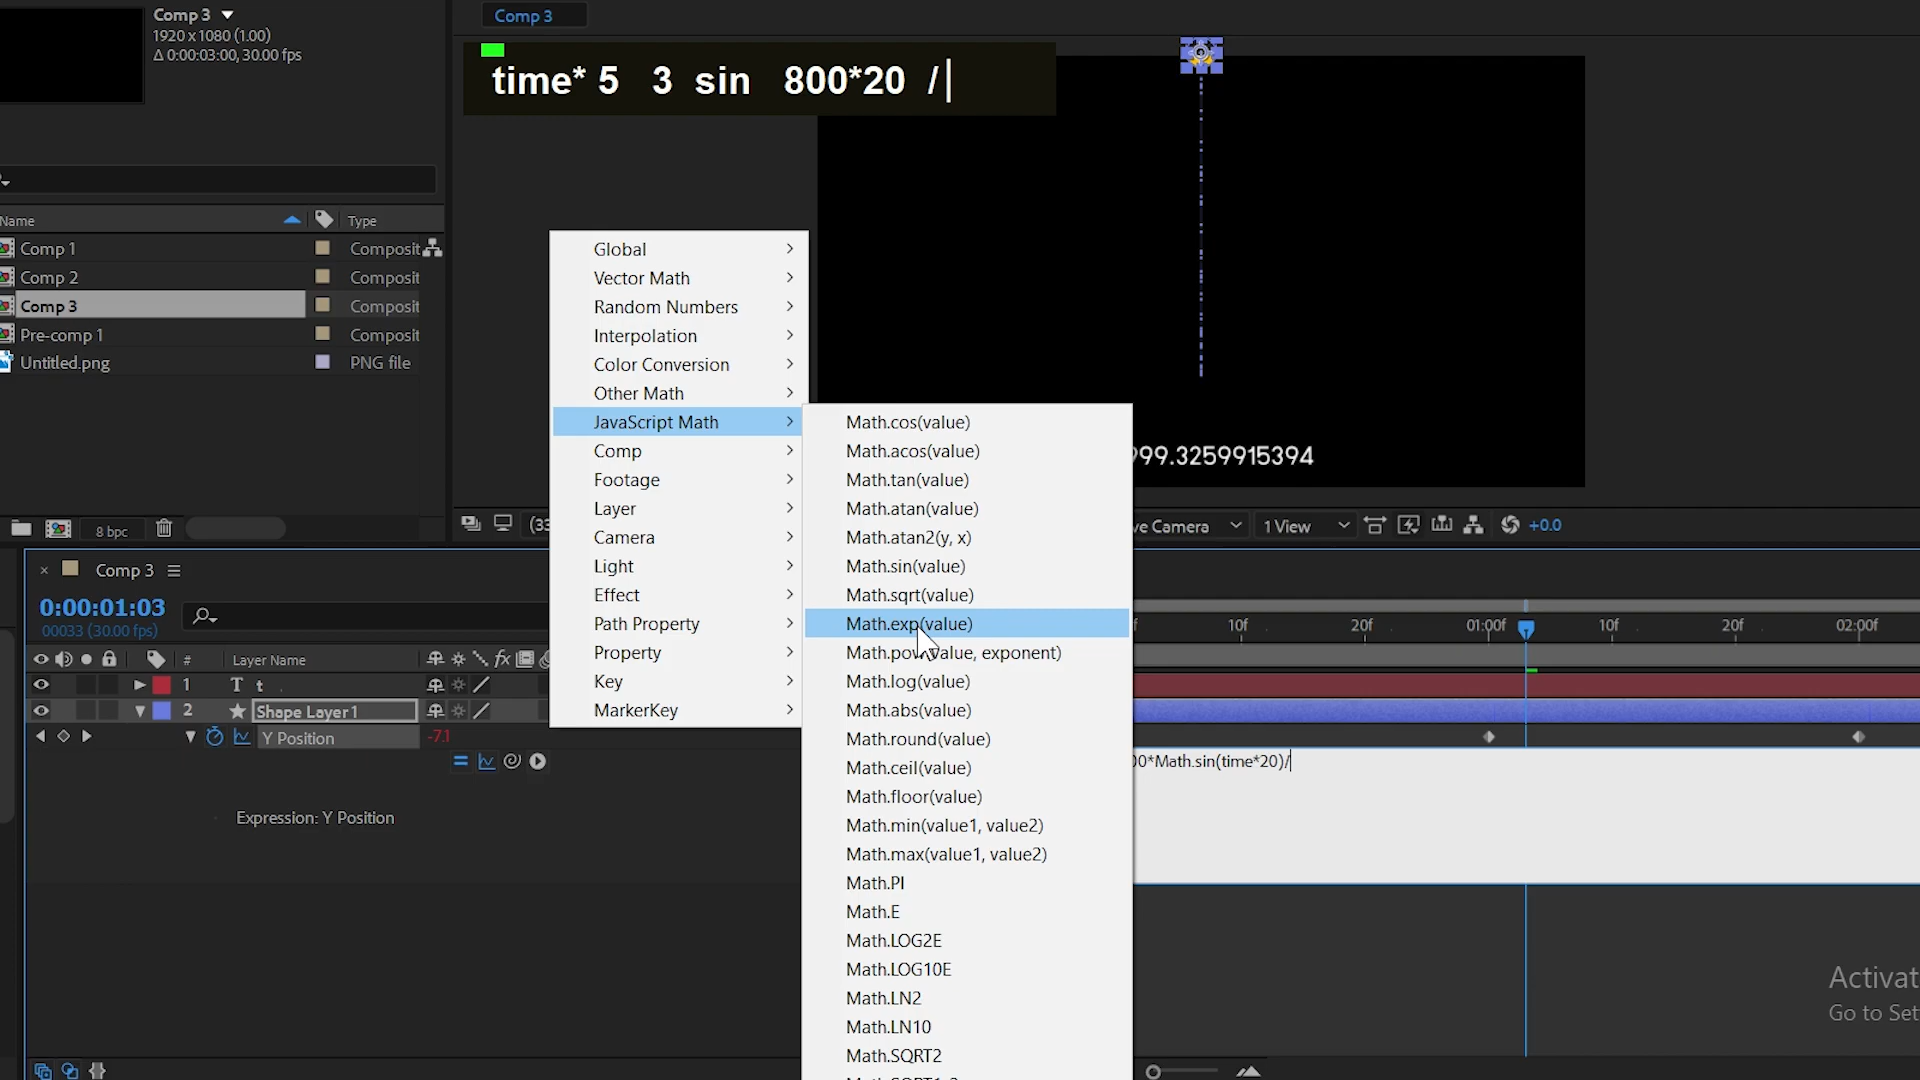 Comp 3
1920 x 1080 (1.00)
Δ 0:00:03:00, 30.00 fps
Comp 3
time* 5 3 sin 800*20 /
Name
Type
Comp 1
Composit
Comp 2
Composit
Comp 3
Composit
Pre-comp 1
Composit
Untitled.png
PNG file
8 bpc
Global
Vector Math
Random Numbers
Interpolation
Color Conversion
Other Math
JavaScript Math
Comp
Footage
Layer
Camera
Light
Effect
Path Property
Property
Key
MarkerKey
Math.cos(value)
Math.acos(value)
Math.tan(value)
Math.atan(value)
Math.atan2(y, x)
Math.sin(value)
Math.sqrt(value)
Math.exp(value)
Math.pow(value, exponent)
Math.log(value)
Math.abs(value)
Math.round(value)
Math.ceil(value)
Math.floor(value)
Math.min(value1, value2)
Math.max(value1, value2)
Math.PI
Math.E
Math.LOG2E
Math.LOG10E
Math.LN2
Math.LN10
Math.SQRT2
99.3259915394
(33
ve Camera
1 View
+0.0
Comp 3
0:00:01:03
00033 (30.00 fps)
f 10f 20f 01:00f 10f 20f 02:00f
# Layer Name
fx
1 T t
2 Shape Layer 1
Y Position
-7.1
00*Math.sin(time*20)/
Expression: Y Position
Activat
Go to Set